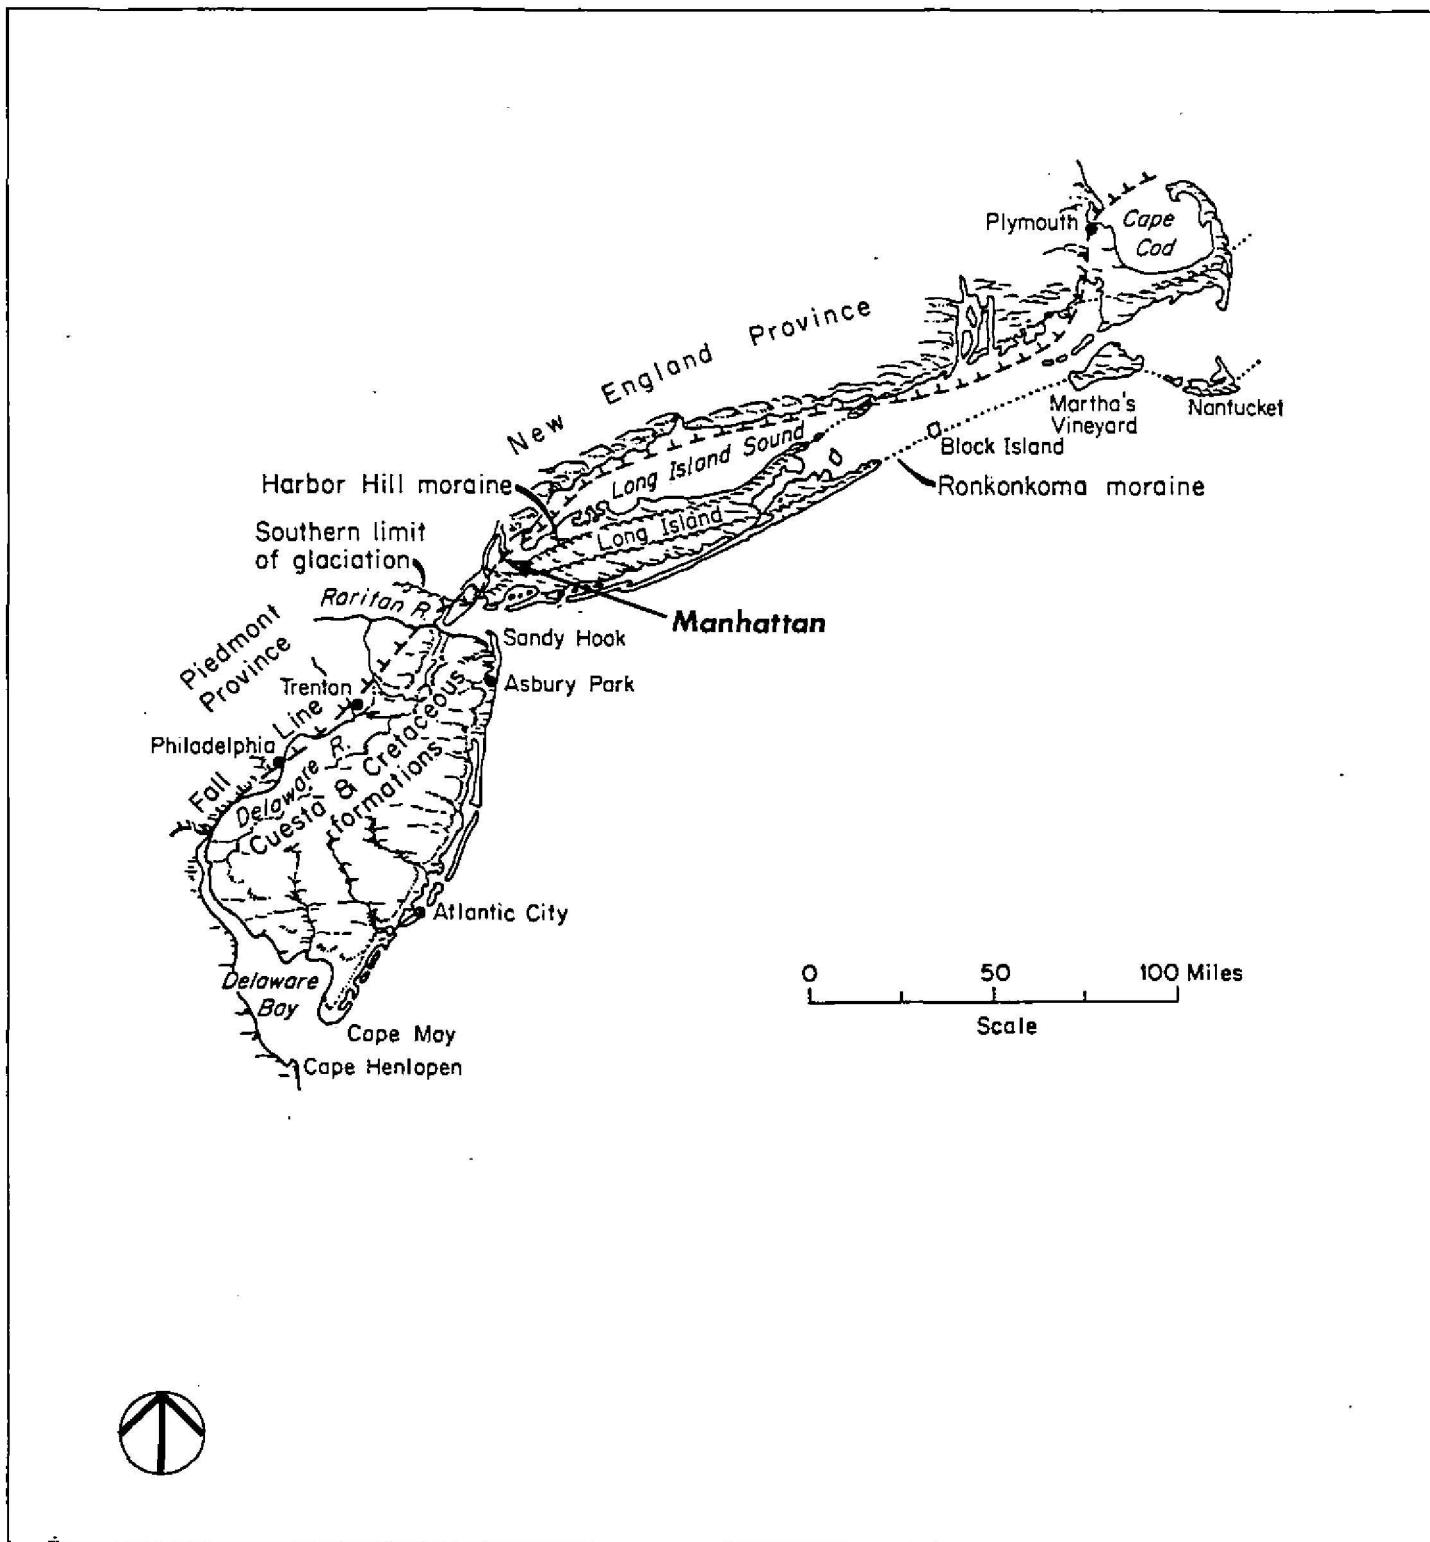 Plymouth
Cape
Cod
New England Province
Martha's
Vineyard
Nantucket
Block Island
Long Island Sound
Harbor Hill moraine
Ronkonkoma moraine
Long Island
Southern limit
of glaciation
Raritan R.
Manhattan
Sandy Hook
Piedmont
Province
Trenton
Asbury Park
Fall Line
Philadelphia
Delaware R.
Cuesta & Cretaceous
formations
Atlantic City
Delaware
Bay
Cape May
Cape Henlopen
0 50 100 Miles
Scale